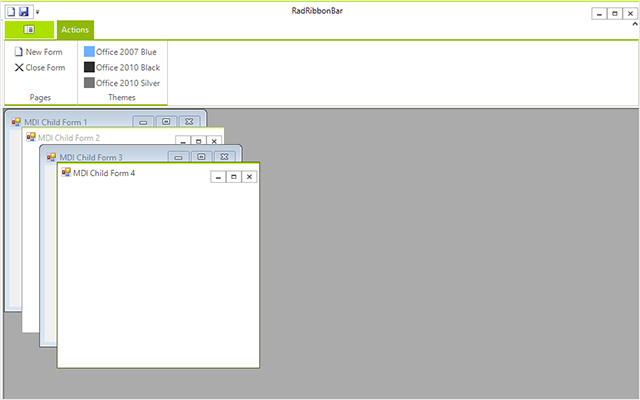 RadRibbonBar
Actions
New Form
Close Form
Pages
Office 2007 Blue
Office 2010 Black
Office 2010 Silver
Themes
MDI Child Form 1
MDI Child Form 2
MDI Child Form 3
MDI Child Form 4